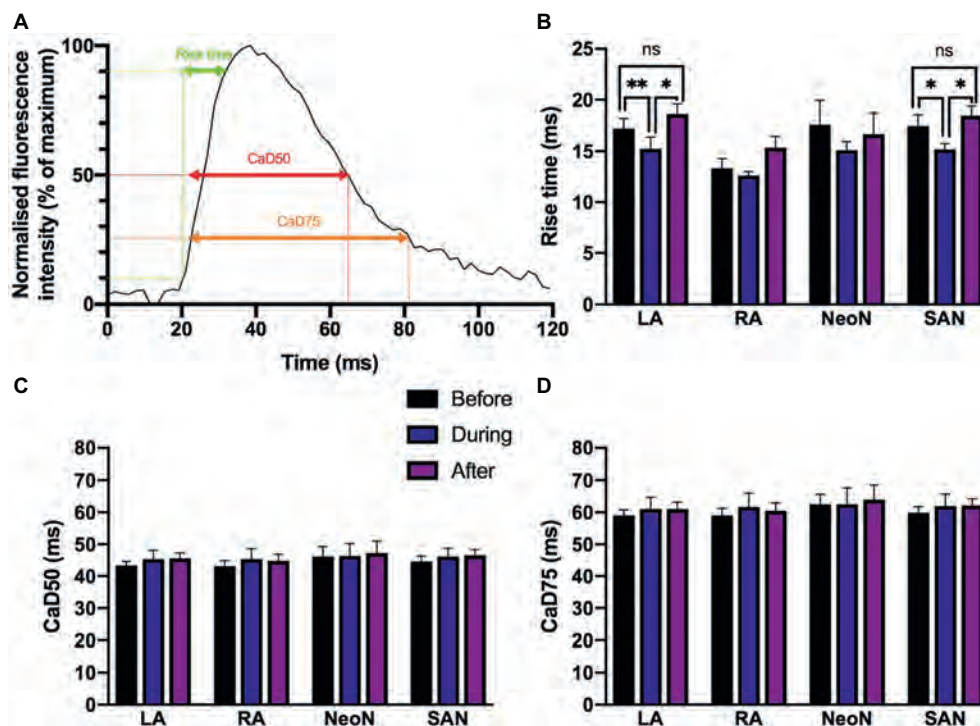 A
Normalised fluorescence
intensity (% of maximum)
100
50
0
Rise time
CaD50
CaD75
0 20 40 60 80 100 120
Time (ms)
B
Rise time (ms)
25
20
15
10
5
0
ns
** *
ns
* *
LA RA NeoN SAN
C
CaD50 (ms)
80
70
60
50
40
30
20
10
0
LA RA NeoN SAN
Before
During
After
D
CaD75 (ms)
80
70
60
50
40
30
20
10
0
LA RA NeoN SAN